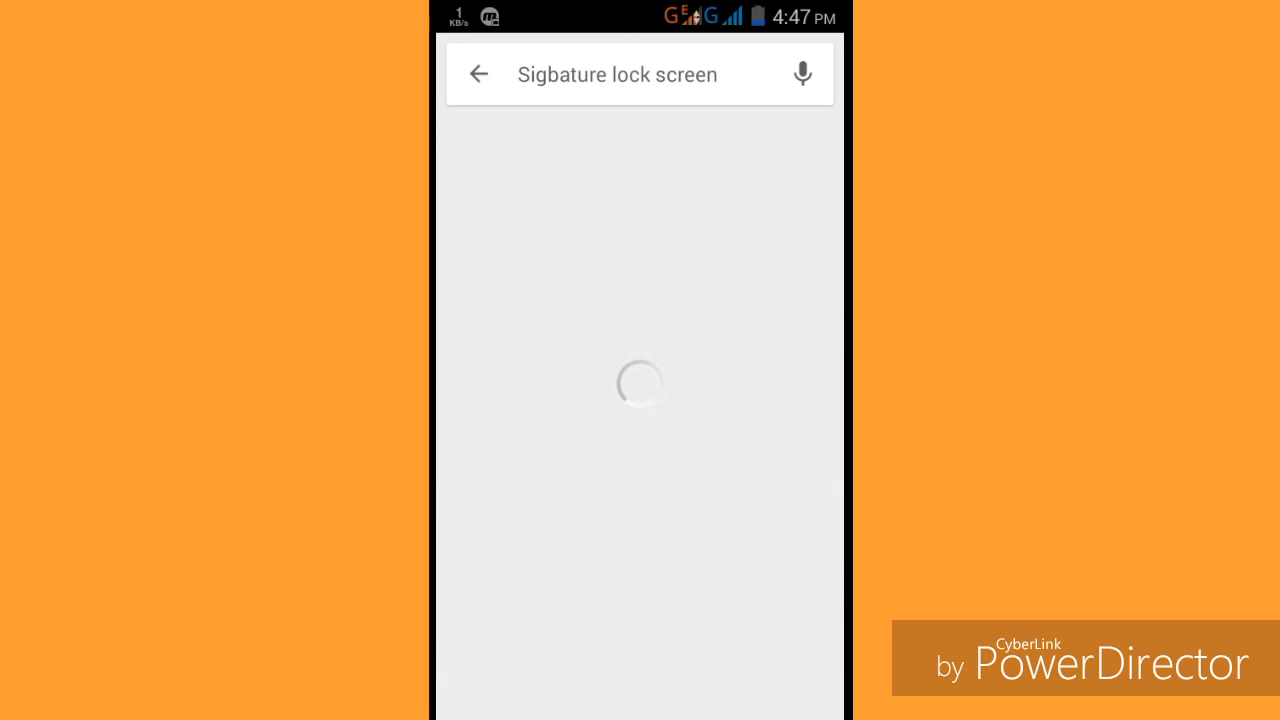 1
KB/s
G E G 4:47 PM
Sigbature lock screen
CyberLink
by PowerDirector